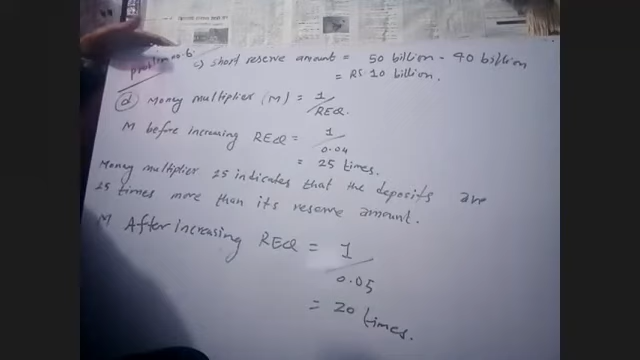 problem no. 6
c) short reserve amount = 50 billion - 40 billion
= RS. 10 billion.
d) Money multiplier (M) = 1/REQ.
M before increasing REQ = 1/0.04
= 25 times.
Money multiplier 25 indicates that the deposits are
25 times more than its reserve amount.
M After increasing REQ = 1/0.05
= 20 times.